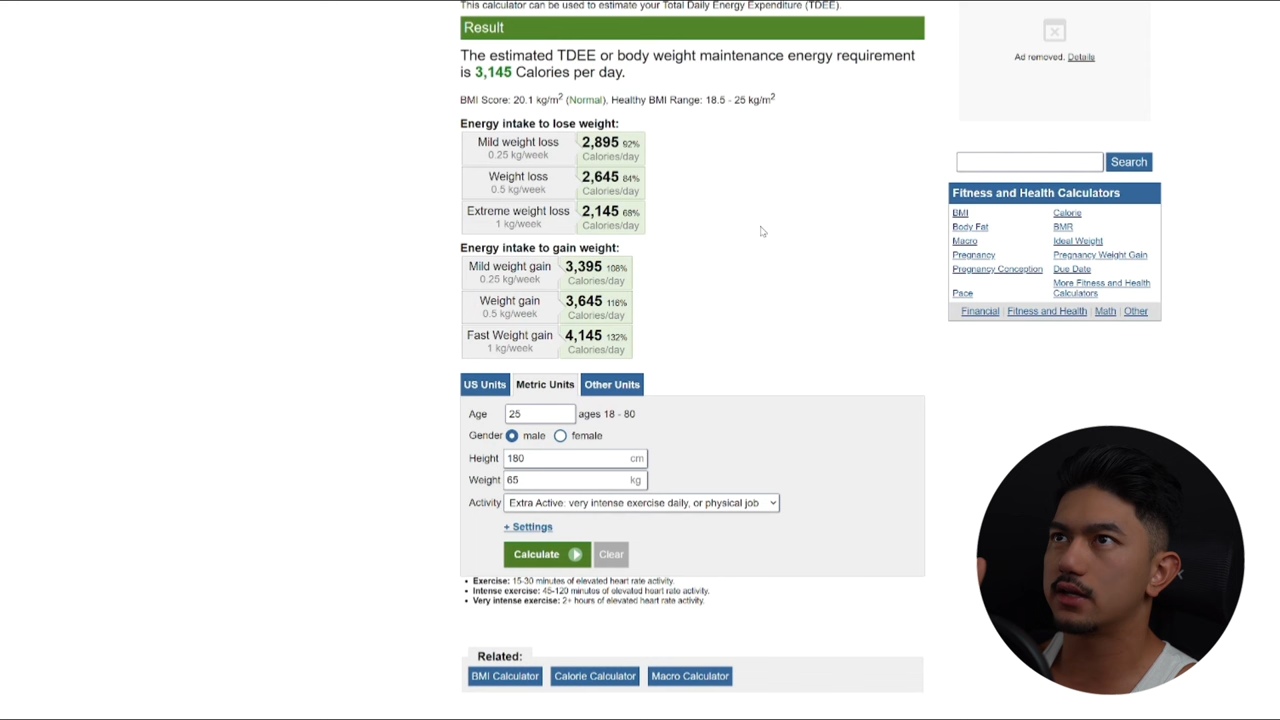 This calculator can be used to estimate your Total Daily Energy Expenditure (TDEE).
Result
The estimated TDEE or body weight maintenance energy requirement
is 3,145 Calories per day.
BMI Score: 20.1 kg/m² (Normal), Healthy BMI Range: 18.5 - 25 kg/m²
Energy intake to lose weight:
Mild weight loss 2,895 92%
0.25 kg/week Calories/day
Weight loss 2,645 84%
0.5 kg/week Calories/day
Extreme weight loss 2,145 68%
1 kg/week Calories/day
Energy intake to gain weight:
Mild weight gain 3,395 108%
0.25 kg/week Calories/day
Weight gain 3,645 116%
0.5 kg/week Calories/day
Fast Weight gain 4,145 132%
1 kg/week Calories/day
US Units Metric Units Other Units
Age 25 ages 18 - 80
Gender male female
Height 180 cm
Weight 65 kg
Activity Extra Active: very intense exercise daily, or physical job
+ Settings
Calculate Clear
Exercise: 15-30 minutes of elevated heart rate activity.
Intense exercise: 45-120 minutes of elevated heart rate activity.
Very intense exercise: 2+ hours of elevated heart rate activity.
Related:
BMI Calculator Calorie Calculator Macro Calculator
Ad removed. Details
Search
Fitness and Health Calculators
BMI Calorie
Body Fat BMR
Macro Ideal Weight
Pregnancy Pregnancy Weight Gain
Pregnancy Conception Due Date
Pace More Fitness and Health
Calculators
Financial | Fitness and Health | Math | Other